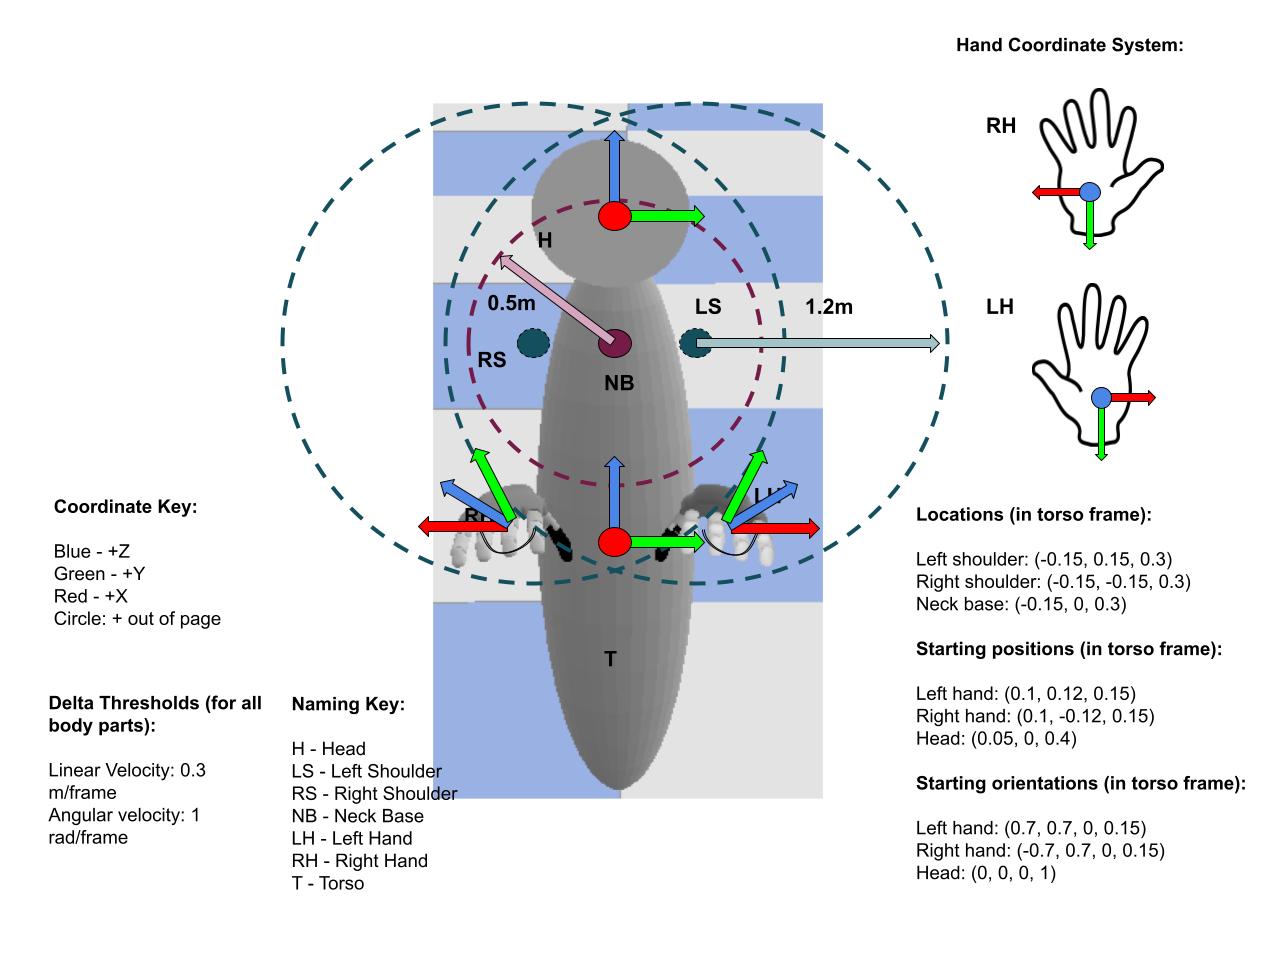 Hand Coordinate System:
RH
H
0.5m
LS
1.2m
LH
RS
NB
RH
LH
Coordinate Key:
Blue - +Z
Green - +Y
Red - +X
Circle: + out of page
Locations (in torso frame):
Left shoulder: (-0.15, 0.15, 0.3)
Right shoulder: (-0.15, -0.15, 0.3)
Neck base: (-0.15, 0, 0.3)
Starting positions (in torso frame):
Left hand: (0.1, 0.12, 0.15)
Right hand: (0.1, -0.12, 0.15)
Head: (0.05, 0, 0.4)
Starting orientations (in torso frame):
Left hand: (0.7, 0.7, 0, 0.15)
Right hand: (-0.7, 0.7, 0, 0.15)
Head: (0, 0, 0, 1)
T
Delta Thresholds (for all
body parts):
Linear Velocity: 0.3
m/frame
Angular velocity: 1
rad/frame
Naming Key:
H - Head
LS - Left Shoulder
RS - Right Shoulder
NB - Neck Base
LH - Left Hand
RH - Right Hand
T - Torso